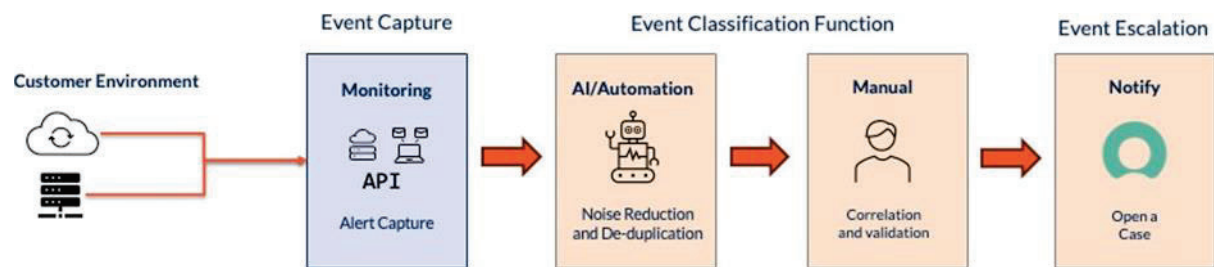 Event Capture
Event Classification Function
Event Escalation
Customer Environment
Monitoring
API
Alert Capture
AI/Automation
Noise Reduction
and De-duplication
Manual
Correlation
and validation
Notify
Open a
Case